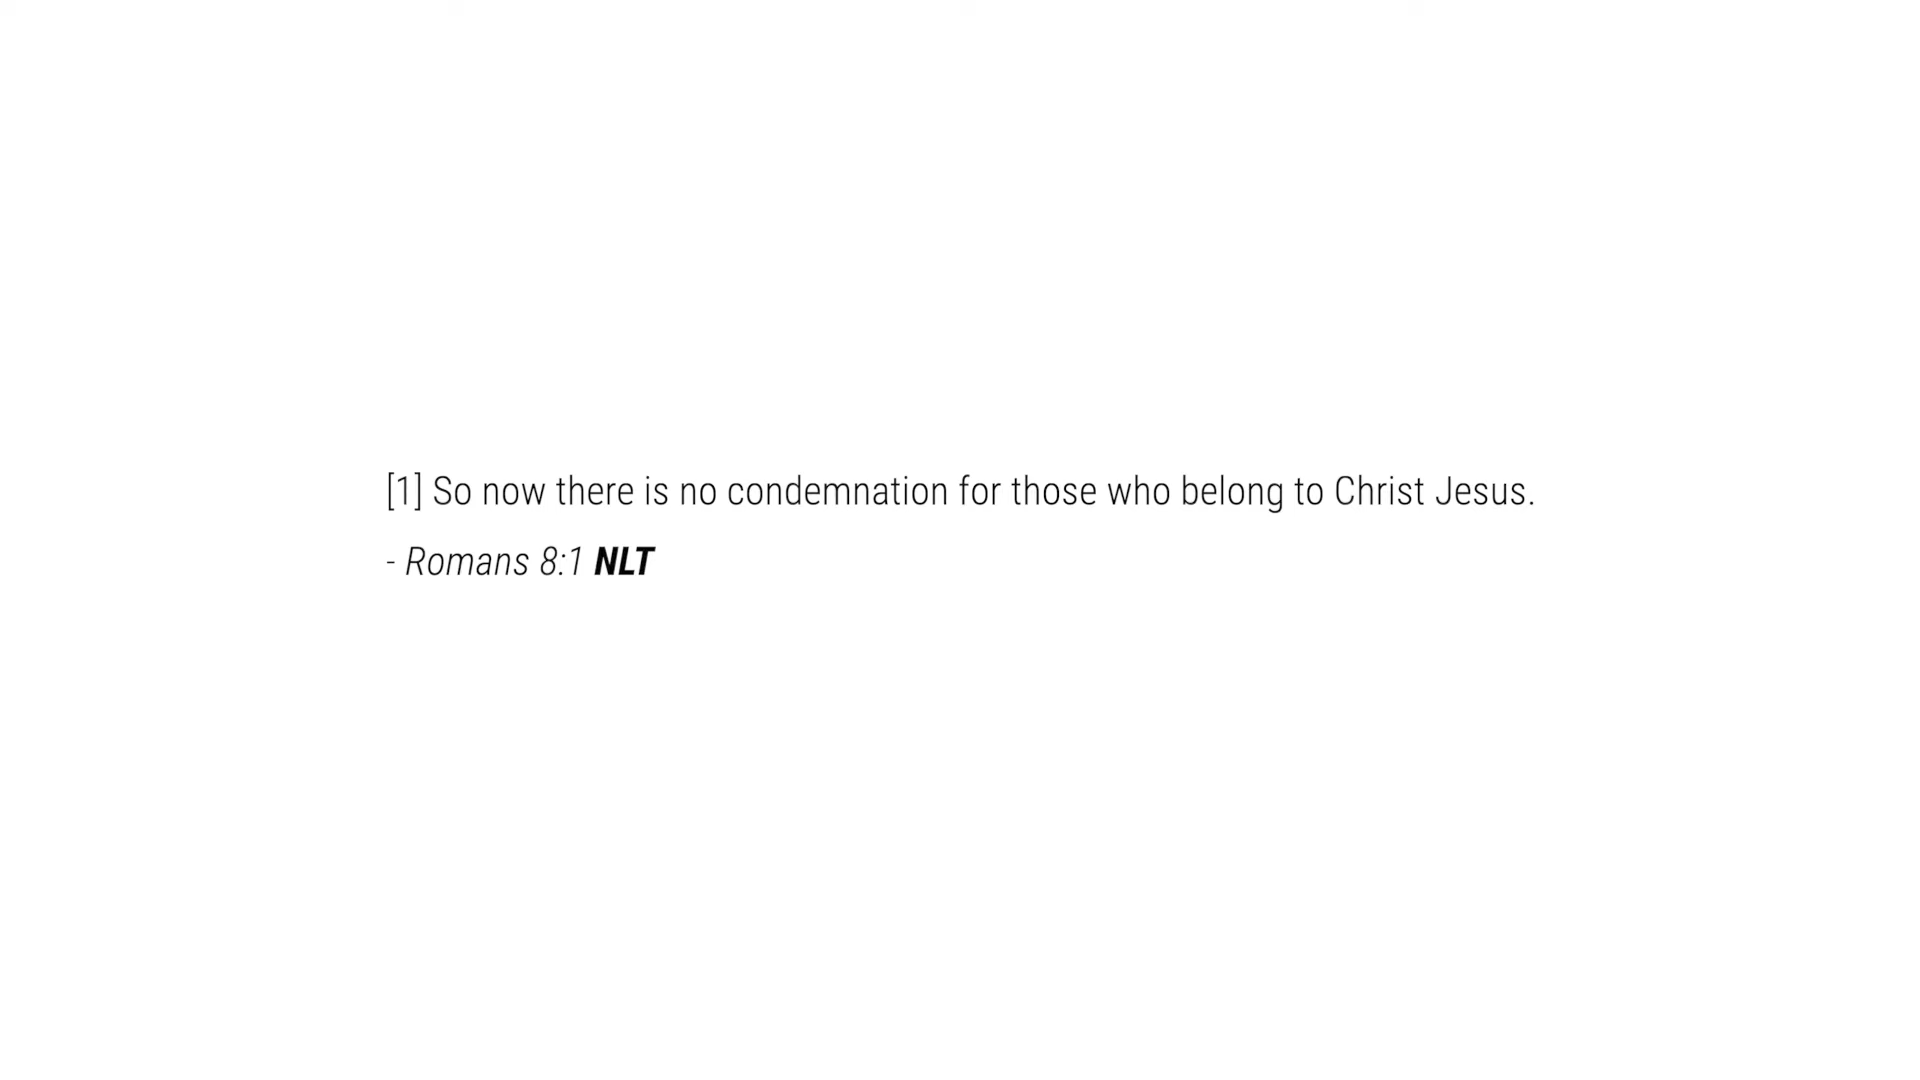 [1] So now there is no condemnation for those who belong to Christ Jesus.
- Romans 8:1 NLT